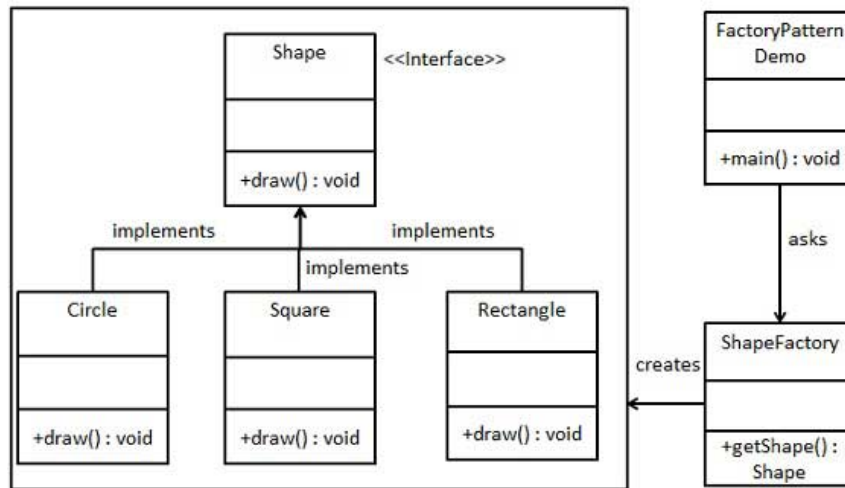 Shape
<<Interface>>
+draw() : void
implements
implements
implements
Circle
+draw() : void
Square
+draw() : void
Rectangle
+draw() : void
FactoryPattern
Demo
+main() : void
asks
ShapeFactory
+getShape() :
Shape
creates